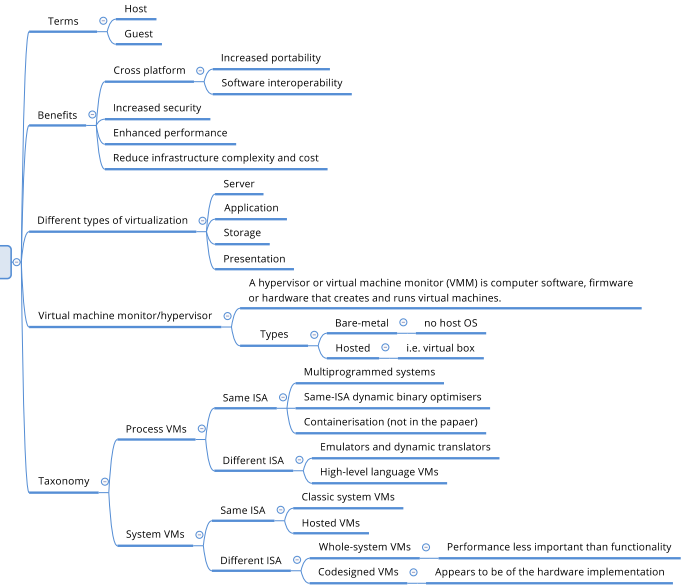 Terms
Host
Guest
Benefits
Cross platform
Increased portability
Software interoperability
Increased security
Enhanced performance
Reduce infrastructure complexity and cost
Different types of virtualization
Server
Application
Storage
Presentation
Virtual machine monitor/hypervisor
A hypervisor or virtual machine monitor (VMM) is computer software, firmware
or hardware that creates and runs virtual machines.
Types
Bare-metal
no host OS
Hosted
i.e. virtual box
Taxonomy
Process VMs
Same ISA
Multiprogrammed systems
Same-ISA dynamic binary optimisers
Containerisation (not in the papaer)
Different ISA
Emulators and dynamic translators
High-level language VMs
System VMs
Same ISA
Classic system VMs
Hosted VMs
Different ISA
Whole-system VMs
Performance less important than functionality
Codesigned VMs
Appears to be of the hardware implementation